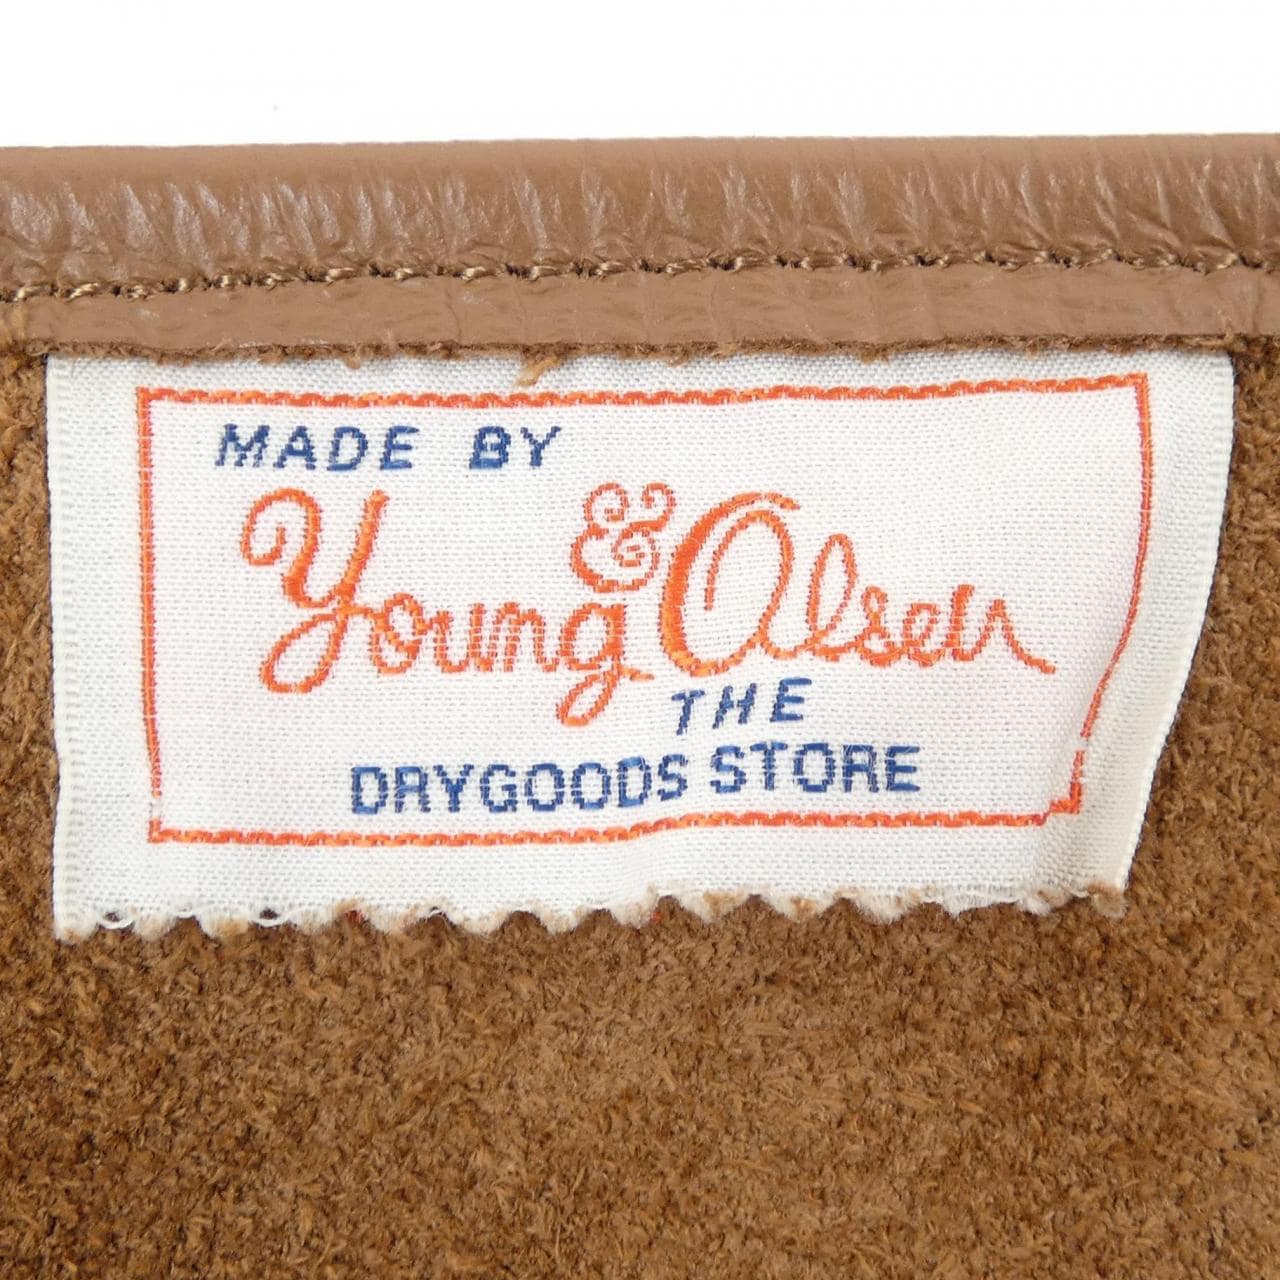 MADE BY
Young & Olsen
THE
DRYGOODS STORE